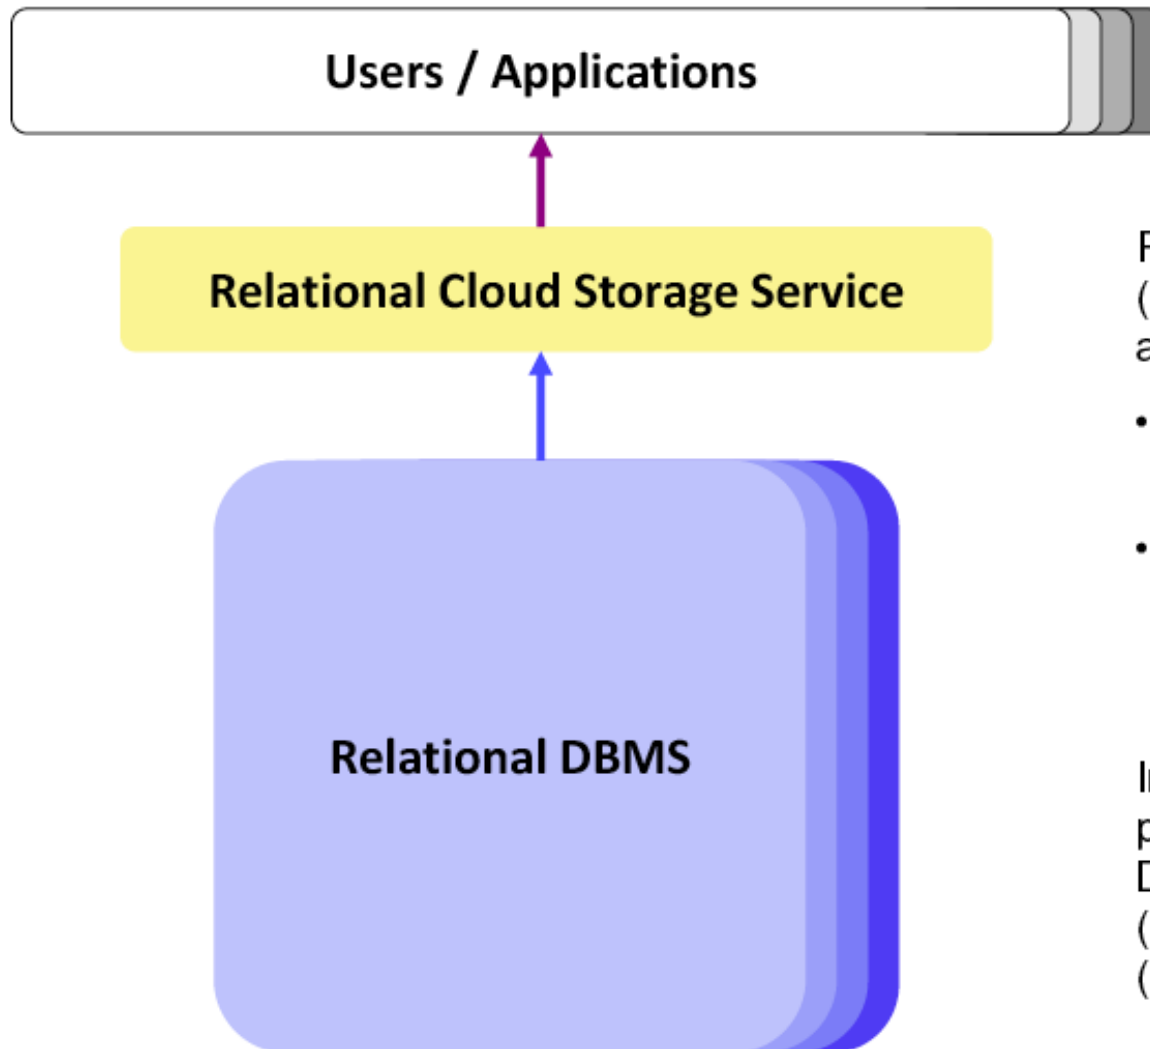 Users / Applications
Relational Cloud Storage Service
(
a
•
•
Relational DBMS
p
D
(
(